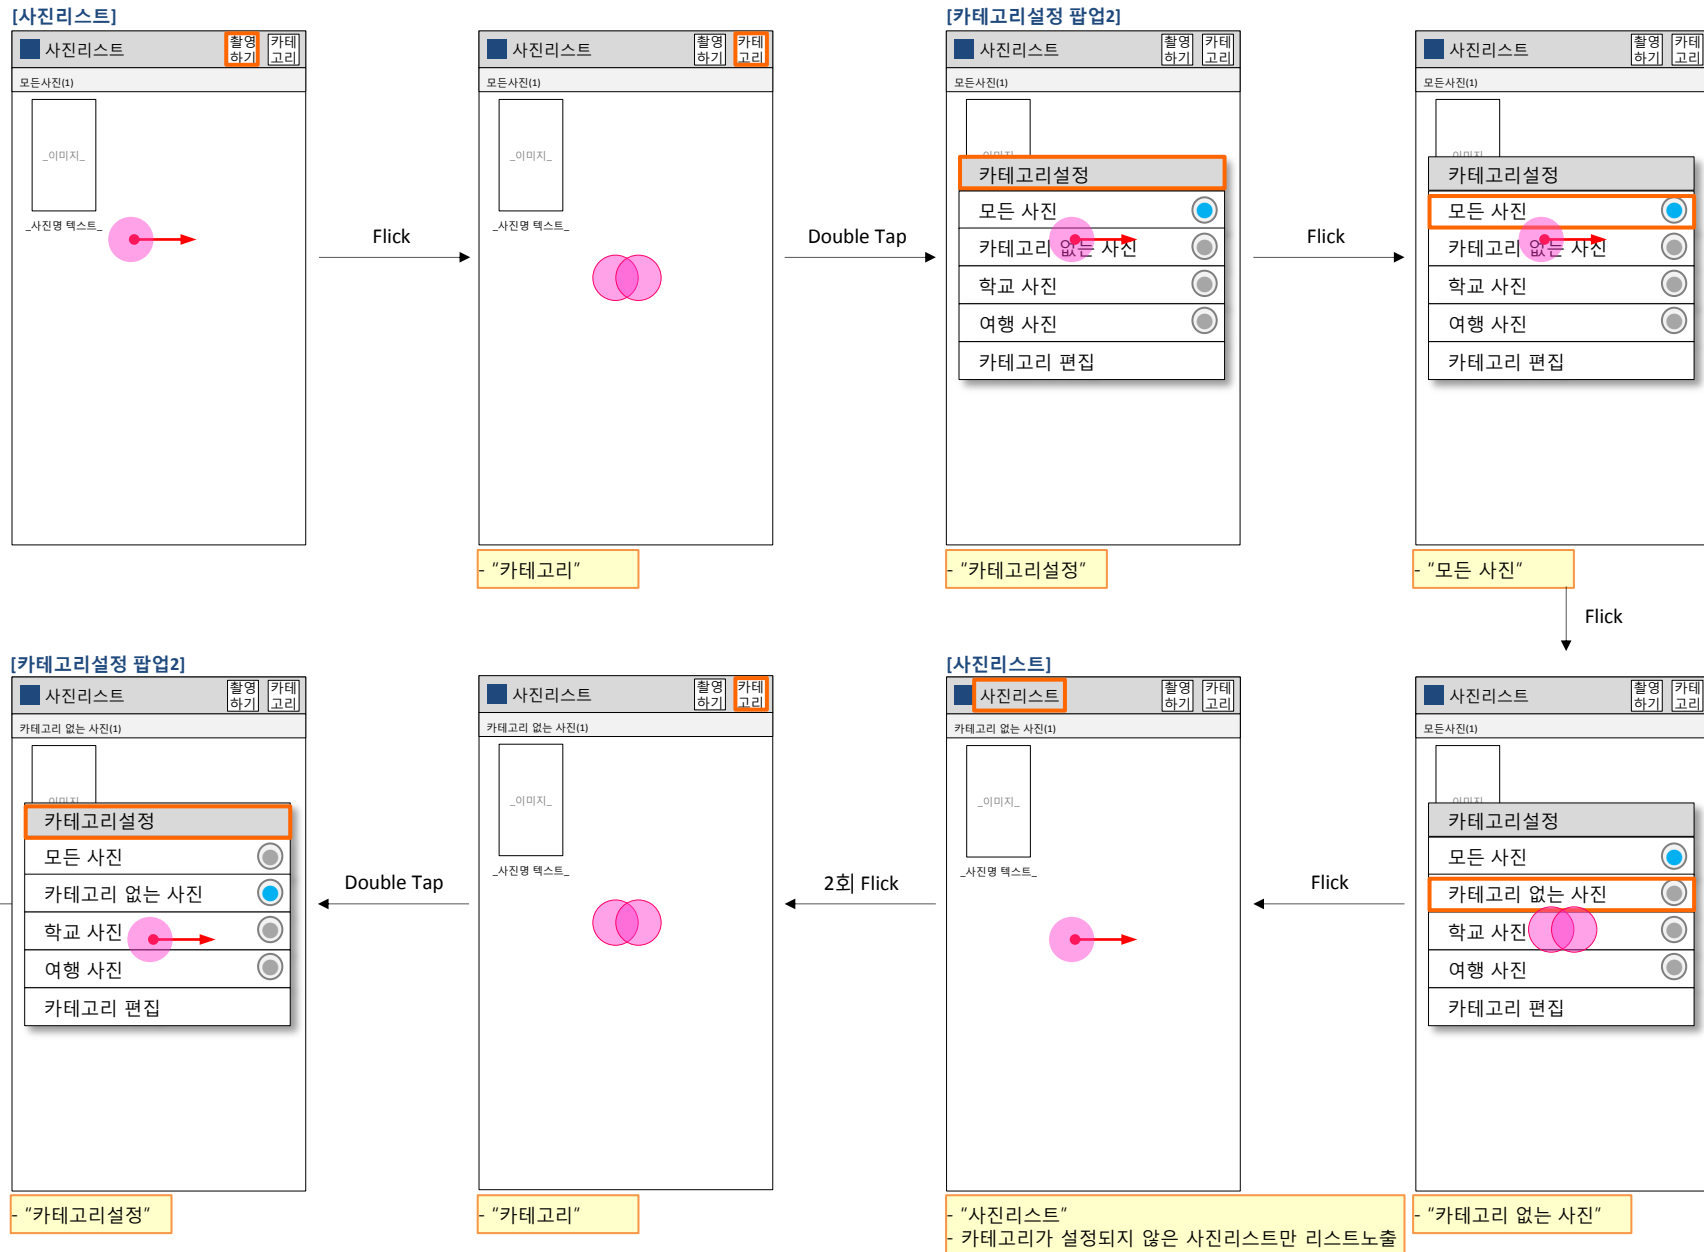 [사진리스트]
사진리스트
촬영
하기
카테
고리
모든사진(1)
_이미지_
_사진명 텍스트_
Flick
사진리스트
촬영
하기
카테
고리
모든사진(1)
_이미지_
_사진명 텍스트_
- “카테고리”
Double Tap
[카테고리설정 팝업2]
사진리스트
촬영
하기
카테
고리
모든사진(1)
_이미지_
카테고리설정
모든 사진
카테고리 없는 사진
학교 사진
여행 사진
카테고리 편집
- “카테고리설정”
Flick
사진리스트
촬영
하기
카테
고리
모든사진(1)
_이미지_
카테고리설정
모든 사진
카테고리 없는 사진
학교 사진
여행 사진
카테고리 편집
- “모든 사진”
Flick
[카테고리설정 팝업2]
사진리스트
촬영
하기
카테
고리
카테고리 없는 사진(1)
_이미지_
카테고리설정
모든 사진
카테고리 없는 사진
학교 사진
여행 사진
카테고리 편집
- “카테고리설정”
Double Tap
사진리스트
촬영
하기
카테
고리
카테고리 없는 사진(1)
_이미지_
_사진명 텍스트_
- “카테고리”
2회 Flick
[사진리스트]
사진리스트
촬영
하기
카테
고리
카테고리 없는 사진(1)
_이미지_
_사진명 텍스트_
- “사진리스트”
- 카테고리가 설정되지 않은 사진리스트만 리스트노출
Flick
사진리스트
촬영
하기
카테
고리
모든사진(1)
_이미지_
카테고리설정
모든 사진
카테고리 없는 사진
학교 사진
여행 사진
카테고리 편집
- “카테고리 없는 사진”